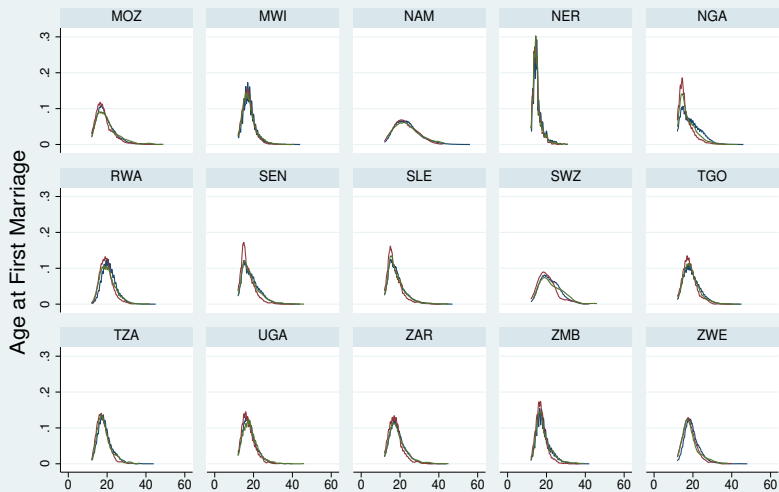 MOZ MWI NAM NER NGA
.3
.2
.1
0
RWA SEN SLE SWZ TGO
.3
.2
.1
0
Age at First Marriage
TZA UGA ZAR ZMB ZWE
.3
.2
.1
0
0 20 40 60 0 20 40 60 0 20 40 60 0 20 40 60 0 20 40 60